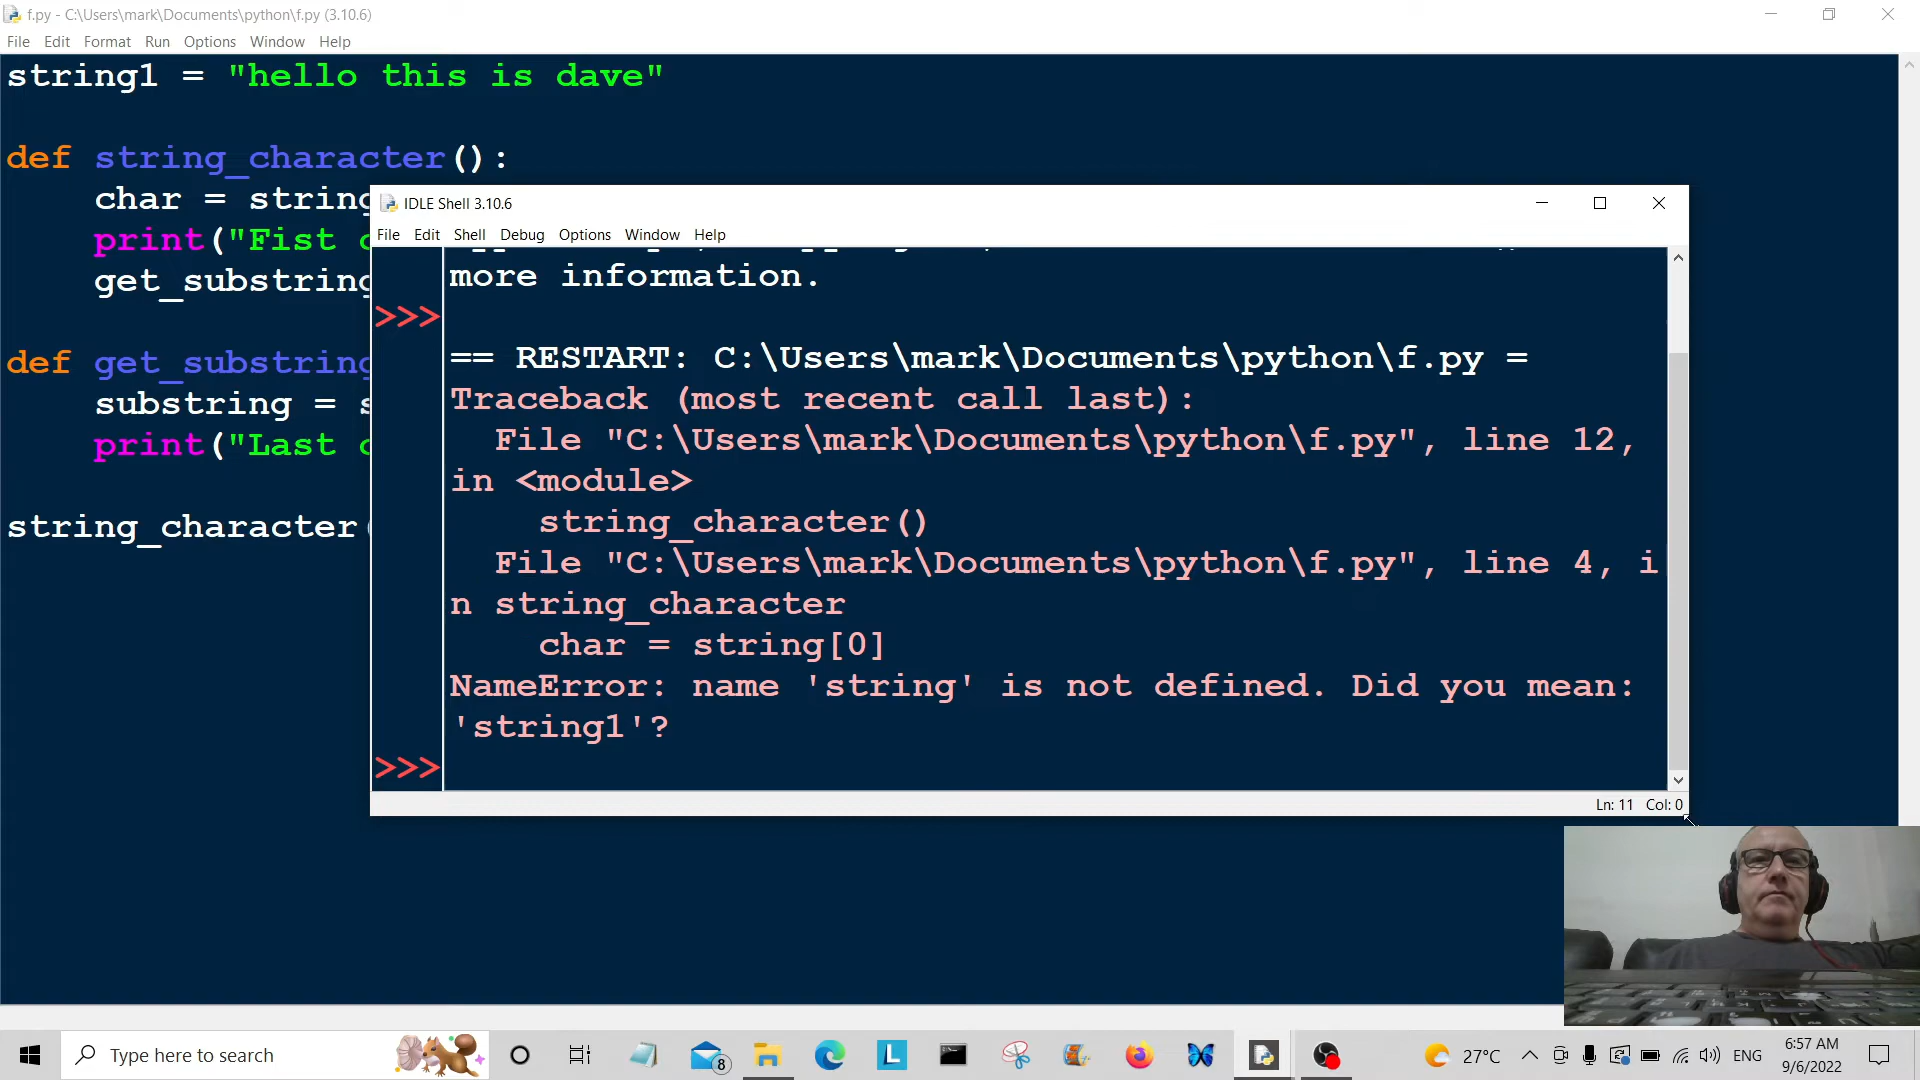 f.py - C:\Users\mark\Documents\python\f.py (3.10.6)
File Edit Format Run Options Window Help
string1 = "hello this is dave"
def string_character():
char = string
print("Fist
get_substring
def get_substring
substring =
print("Last
string_character
IDLE Shell 3.10.6
File Edit Shell Debug Options Window Help
more information.
>>>
== RESTART: C:\Users\mark\Documents\python\f.py =
Traceback (most recent call last):
File "C:\Users\mark\Documents\python\f.py", line 12,
in <module>
string_character()
File "C:\Users\mark\Documents\python\f.py", line 4, i
n string_character
char = string[0]
NameError: name 'string' is not defined. Did you mean:
'string1'?
>>>
Ln: 11 Col: 0
Type here to search
8
L
27°C
ENG
6:57 AM
9/6/2022